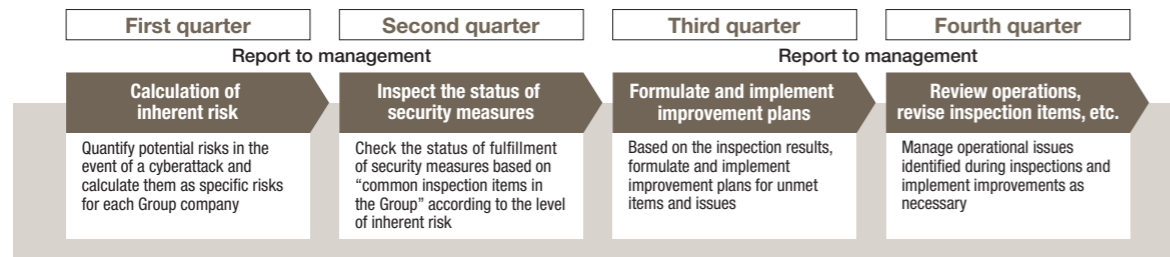 First quarter
Second quarter
Third quarter
Fourth quarter
Report to management
Report to management
Calculation of
inherent risk
Quantify potential risks in the
event of a cyberattack and
calculate them as specific risks
for each Group company
Inspect the status of
security measures
Check the status of fulfillment
of security measures based on
“common inspection items in
the Group” according to the level
of inherent risk
Formulate and implement
improvement plans
Based on the inspection results,
formulate and implement
improvement plans for unmet
items and issues
Review operations,
revise inspection items, etc.
Manage operational issues
identified during inspections and
implement improvements as
necessary